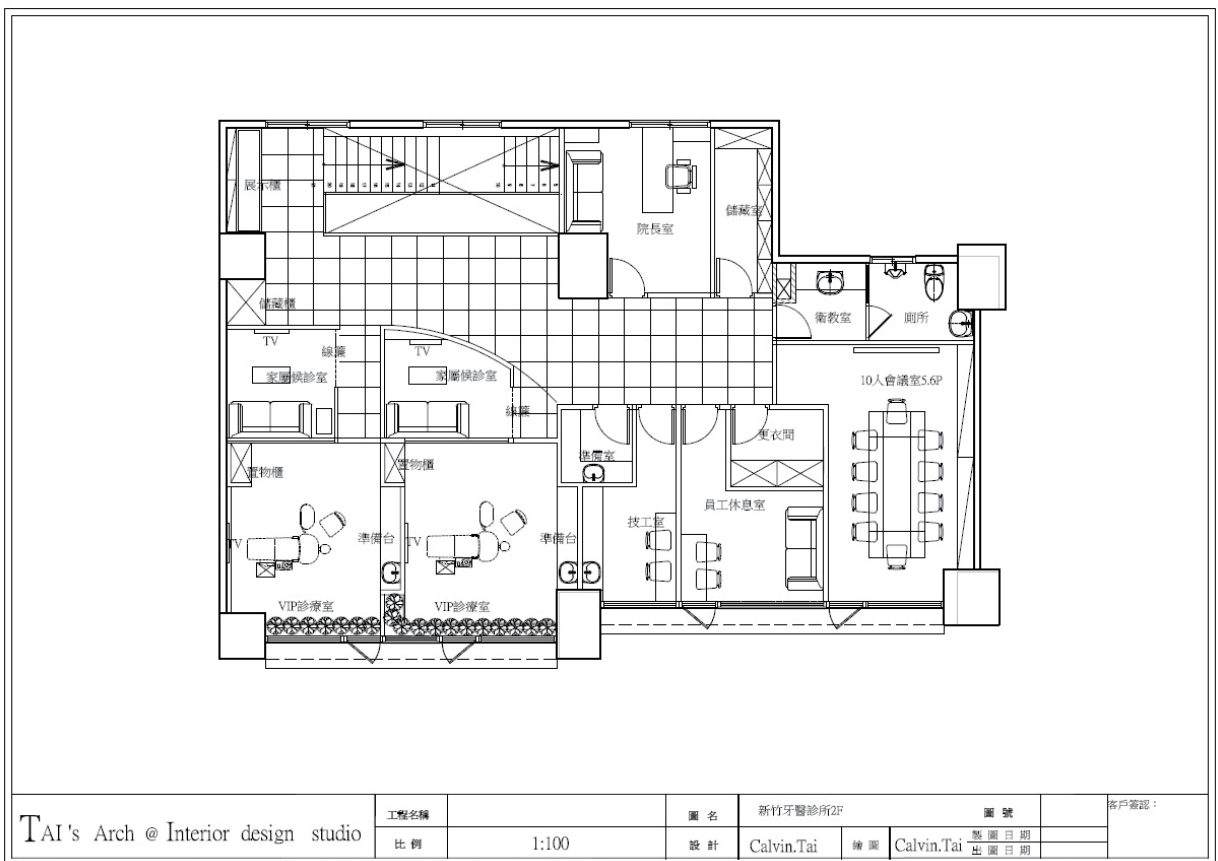 展示櫃
院長室
儲藏室
儲藏櫃
衛教室
廁所
TV
線簾
家屬候診室
TV
家屬候診室
線簾
10人會議室5.6P
更衣間
準備室
置物櫃
置物櫃
員工休息室
技工室
TV
準備台
TV
準備台
VIP診療室
VIP診療室
TAI's Arch @ Interior design studio
工程名稱
比例
1:100
圖名
新竹牙醫診所2F
圖號
設計
Calvin.Tai
繪圖
Calvin.Tai
製圖日期
出圖日期
客戶簽認：